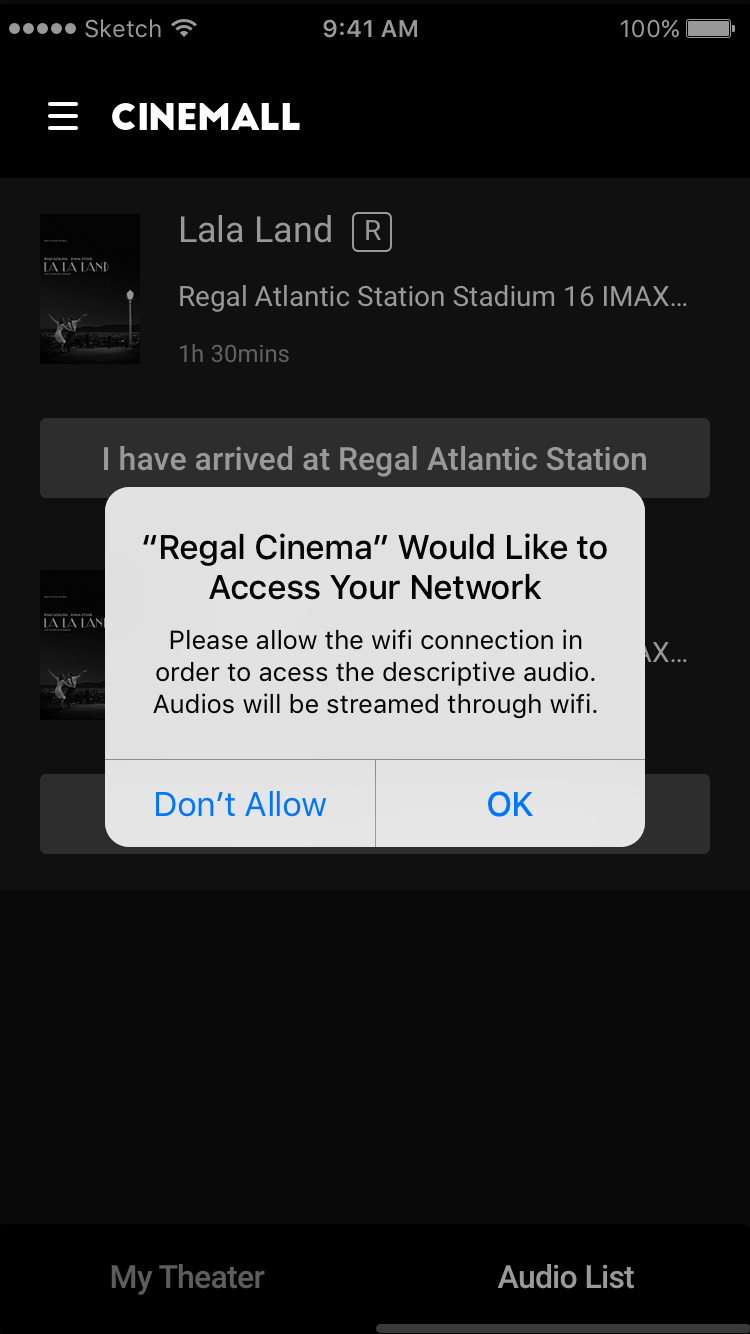 Sketch 9:41 AM 100%
CINEMALL
Lala Land R
LA LA LAND
Regal Atlantic Station Stadium 16 IMAX...
1h 30mins
I have arrived at Regal Atlantic Station
“Regal Cinema” Would Like to
Access Your Network
LA LA LAN
Please allow the wifi connection in
AX...
order to acess the descriptive audio.
Audios will be streamed through wifi.
Don’t Allow OK
My Theater Audio List